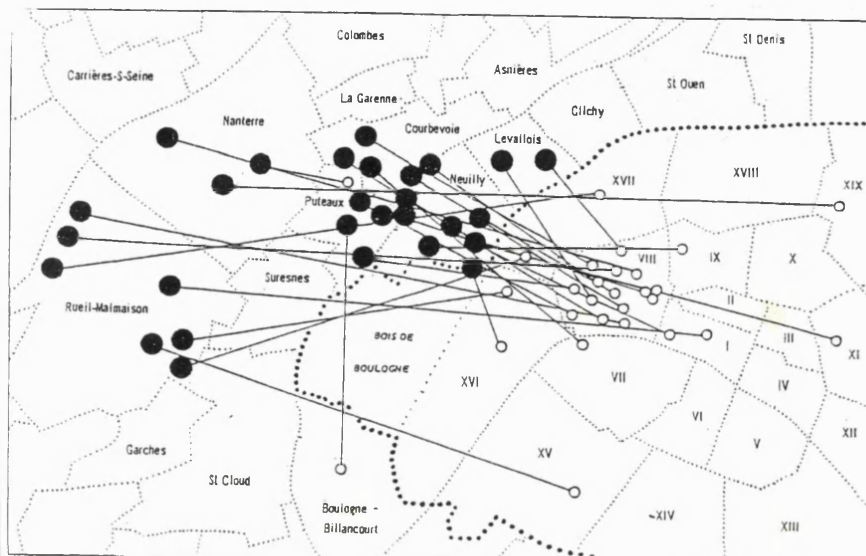 St Denis
Colombes
Carrières-S-Seine
Asnières
St Ouen
La Garenne
Clichy
Nanterre
Courbevoie
Levallois
XVIII
XVII
Neuilly
XIX
Puteaux
VIII
IX
X
Suresnes
II
Rueil-Malmaison
BOIS DE
BOULOGNE
I
III
XI
XVI
VII
IV
VI
XII
V
Garches
XV
St Cloud
Boulogne -
Billancourt
XIV
XIII